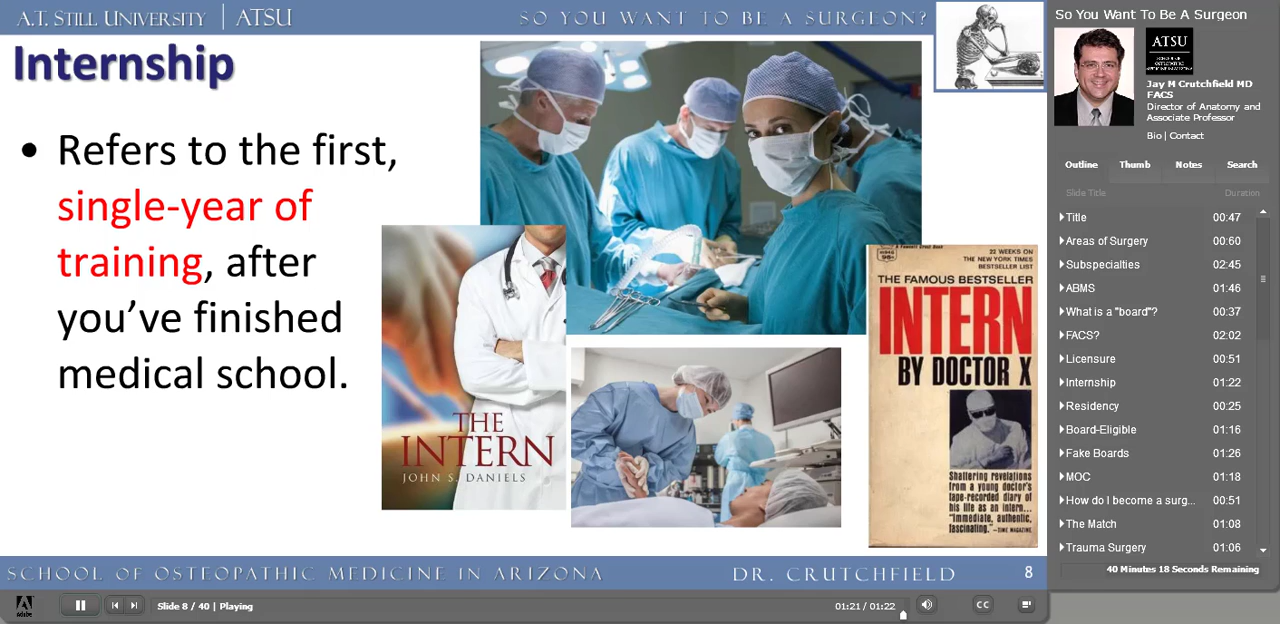 A.T. STILL UNIVERSITY | ATSU
SO YOU WANT TO BE A SURGEON?
Internship
• Refers to the first,
single-year of
training, after
you've finished
medical school.
THE
INTERN
JOHN S. DANIELS
22 WEEKS ON
THE NEW YORK TIMES
BESTSELLER LIST
THE FAMOUS BESTSELLER
INTERN
BY DOCTOR X
Shattering revelations
from a young doctor's
tape-recorded diary of
his life as an intern...
"immediate, authentic,
fascinating." —TIME MAGAZINE
SCHOOL OF OSTEOPATHIC MEDICINE IN ARIZONA
DR. CRUTCHFIELD
8
Adobe
Slide 8 / 40 | Playing
01:21 / 01:22
CC
So You Want To Be A Surgeon
ATSU
Jay M Crutchfield MD
FACS
Director of Anatomy and
Associate Professor
Bio | Contact
Outline Thumb Notes Search
Slide Title Duration
Title 00:47
Areas of Surgery 00:60
Subspecialties 02:45
ABMS 01:46
What is a "board"? 00:37
FACS? 02:02
Licensure 00:51
Internship 01:22
Residency 00:25
Board-Eligible 01:16
Fake Boards 01:26
MOC 01:18
How do I become a surg... 00:51
The Match 01:08
Trauma Surgery 01:06
40 Minutes 18 Seconds Remaining